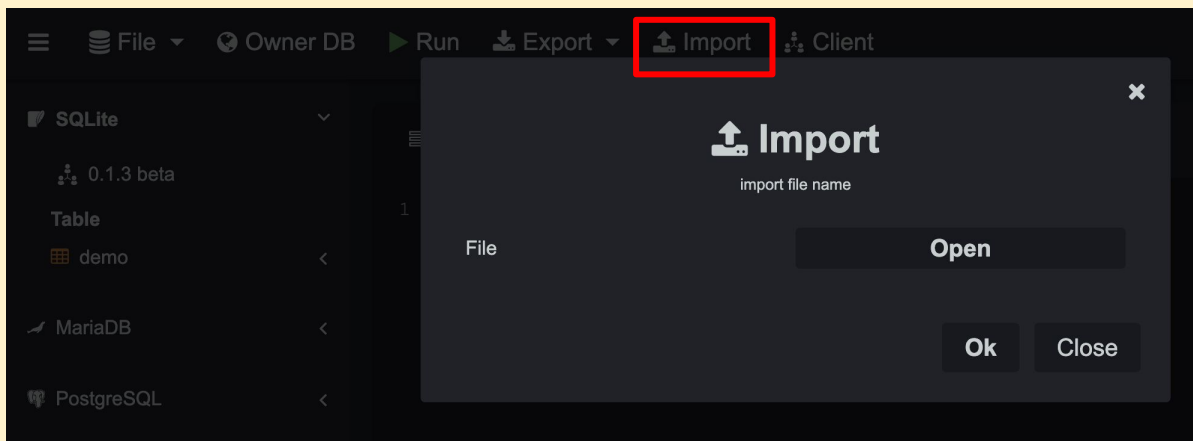 File Owner DB Run Export Import Client
SQLite
0.1.3 beta
Table
demo
MariaDB
PostgreSQL
1
Import
import file name
File Open
Ok Close